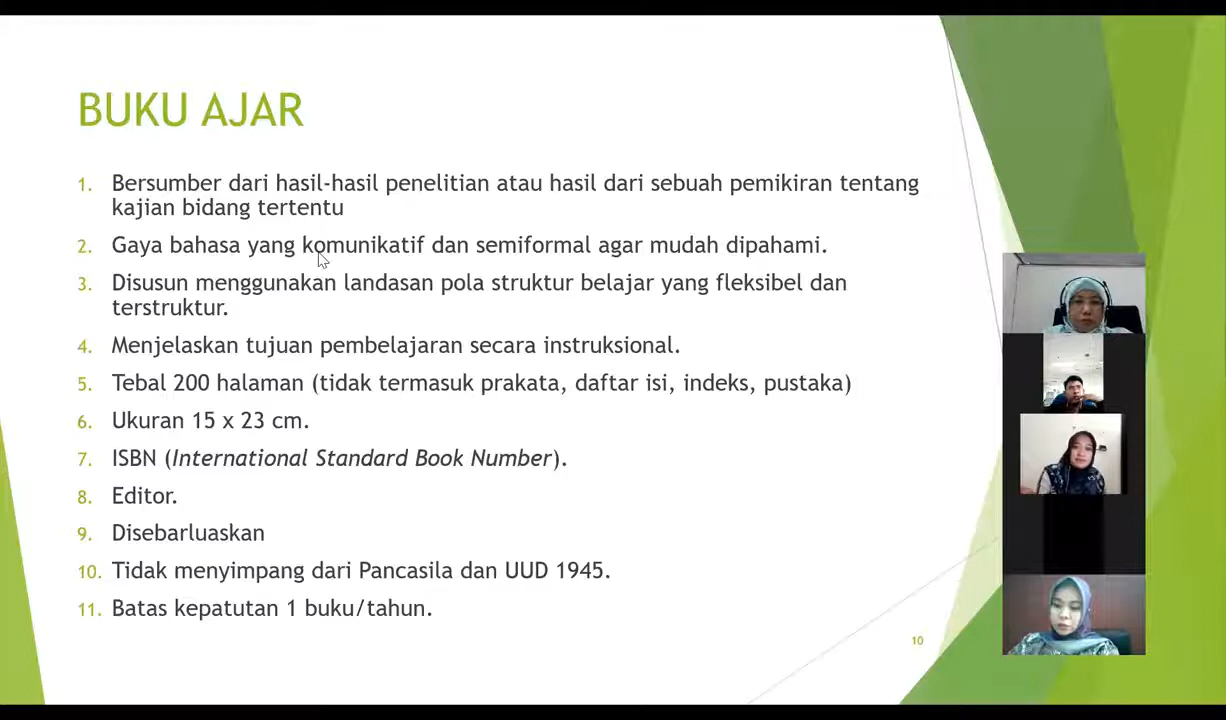 BUKU AJAR
1. Bersumber dari hasil-hasil penelitian atau hasil dari sebuah pemikiran tentang
kajian bidang tertentu
2. Gaya bahasa yang komunikatif dan semiformal agar mudah dipahami.
3. Disusun menggunakan landasan pola struktur belajar yang fleksibel dan
terstruktur.
4. Menjelaskan tujuan pembelajaran secara instruksional.
5. Tebal 200 halaman (tidak termasuk prakata, daftar isi, indeks, pustaka)
6. Ukuran 15 x 23 cm.
7. ISBN (International Standard Book Number).
8. Editor.
9. Disebarluaskan
10. Tidak menyimpang dari Pancasila dan UUD 1945.
11. Batas kepatutan 1 buku/tahun.
10